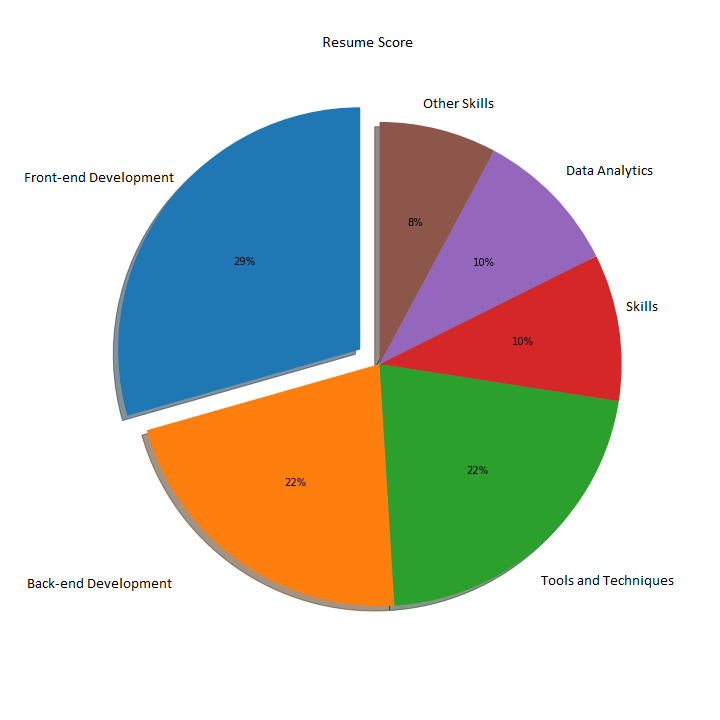 Resume Score
Other Skills
Data Analytics
Front-end Development
8%
29%
10%
Skills
10%
22%
22%
Tools and Techniques
Back-end Development